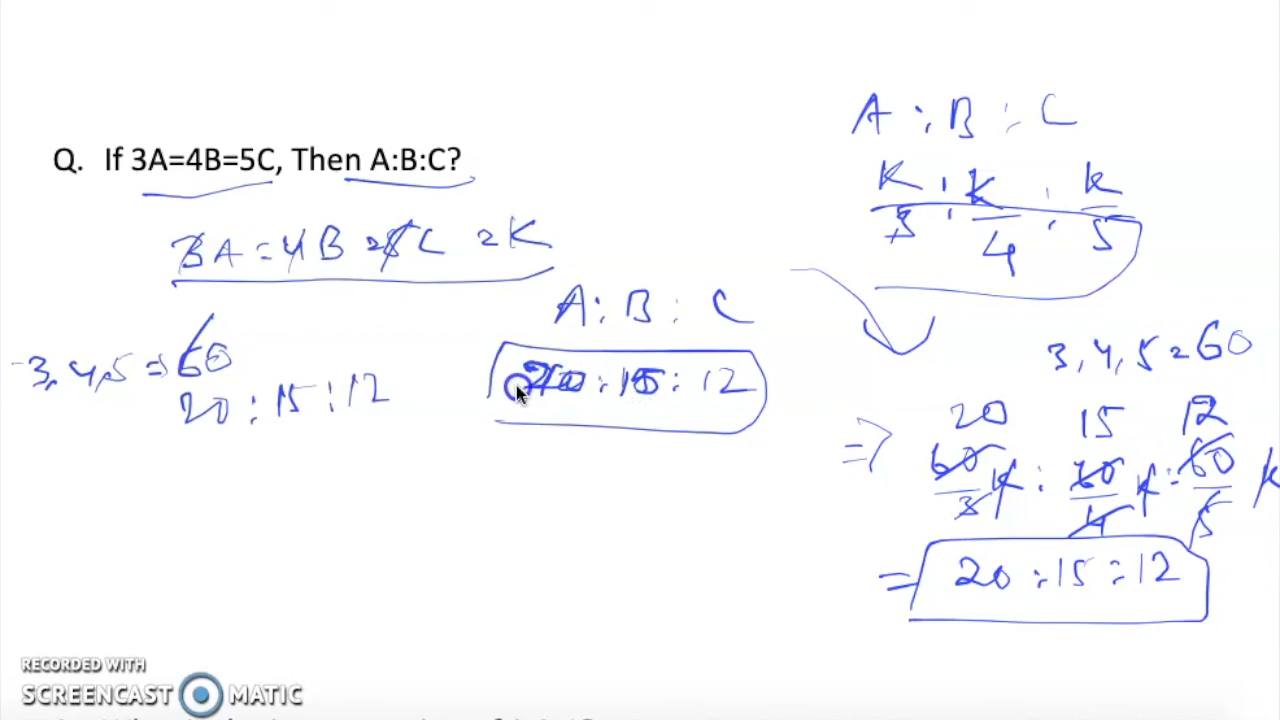 Q. If 3A=4B=5C, Then A:B:C?
3A = 4B = 5C = K
3, 4, 5 => 60
20 : 15 : 12
A : B : C
20 : 15 : 12
A : B : C
K/3 : K/4 : K/5
3, 4, 5 = 60
20 15 12
=> 60/3 K : 60/4 K : 60/5 K
= 20 : 15 : 12
RECORDED WITH
SCREENCAST MATIC